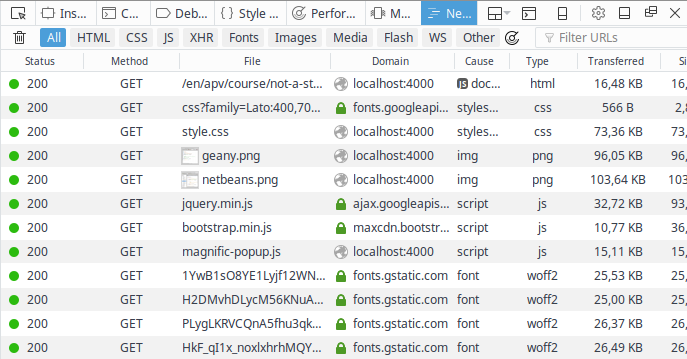 Ins... C... Deb... Style ... Perfor... M... Ne...
All HTML CSS JS XHR Fonts Images Media Flash WS Other Filter URLs
Status Method File Domain Cause Type Transferred Si
200 GET /en/apv/course/not-a-st... localhost:4000 JS doc... html 16,48 KB 16,
200 GET css?family=Lato:400,70... fonts.googleapi... styles... css 566 B 2,8
200 GET style.css localhost:4000 styles... css 73,36 KB 73,
200 GET geany.png localhost:4000 img png 96,05 KB 96,
200 GET netbeans.png localhost:4000 img png 103,64 KB 103
200 GET jquery.min.js ajax.googleapis... script js 32,72 KB 93,
200 GET bootstrap.min.js maxcdn.bootstr... script js 10,77 KB 36,
200 GET magnific-popup.js localhost:4000 script js 15,11 KB 15,
200 GET 1YwB1sO8YE1Lyjf12WN... fonts.gstatic.com font woff2 25,53 KB 25,
200 GET H2DMvhDLycM56KNuA... fonts.gstatic.com font woff2 25,00 KB 25,
200 GET PLygLKRVCQnA5fhu3qk... fonts.gstatic.com font woff2 26,37 KB 26,
200 GET HkF_qI1x_noxlxhrhMQY... fonts.gstatic.com font woff2 26,49 KB 26,